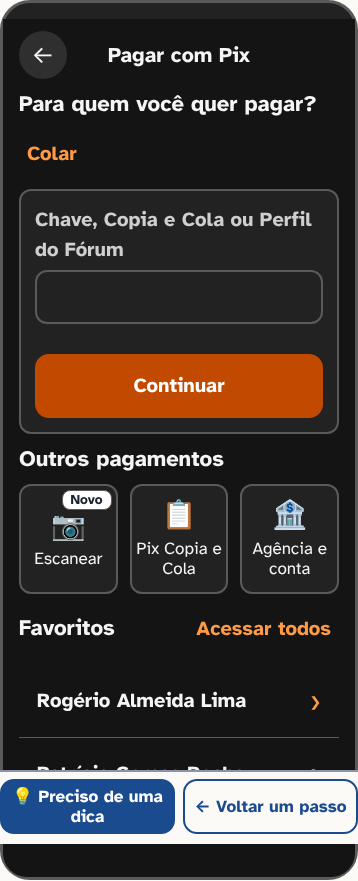 Pagar com Pix
Para quem você quer pagar?
Colar
Chave, Copia e Cola ou Perfil
do Fórum
Continuar
Outros pagamentos
Novo
Escanear
Pix Copia e
Cola
Agência e
conta
Favoritos
Acessar todos
Rogério Almeida Lima
💡 Preciso de uma
dica
← Voltar um passo